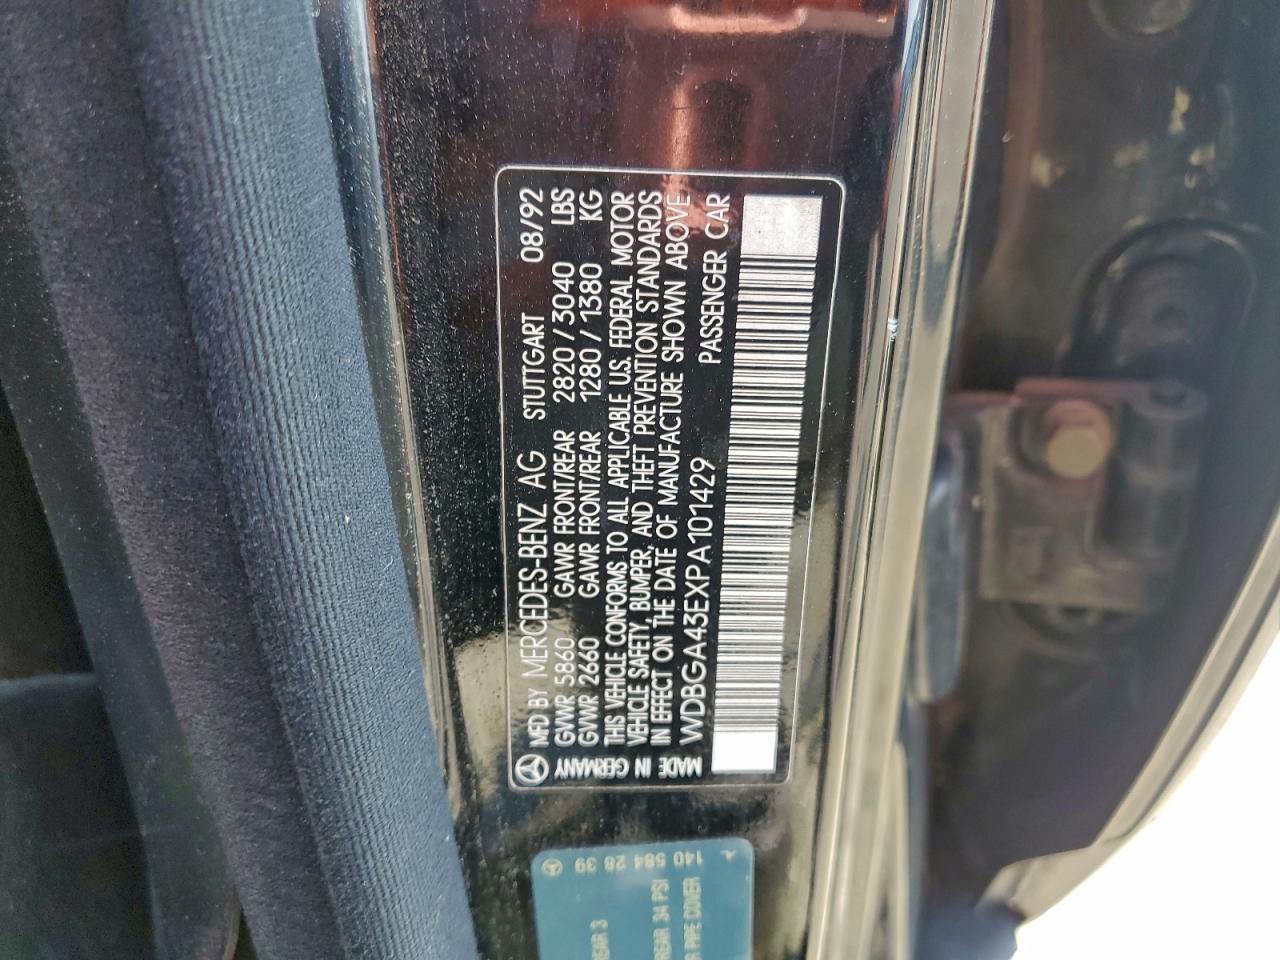 MFD BY MERCEDES-BENZ AG STUTTGART 08/92
GVWR 5860 GAWR FRONT/REAR 2820 / 3040 LBS
GVWR 2660 GAWR FRONT/REAR 1280 / 1380 KG
THIS VEHICLE CONFORMS TO ALL APPLICABLE U.S. FEDERAL MOTOR
VEHICLE SAFETY, BUMPER, AND THEFT PREVENTION STANDARDS
IN EFFECT ON THE DATE OF MANUFACTURE SHOWN ABOVE
WDBGA43EXPA101429 PASSENGER CAR
MADE IN GERMANY
140 584 28 39
REAR 3
REAR 34 PSI
R PIPE COVER